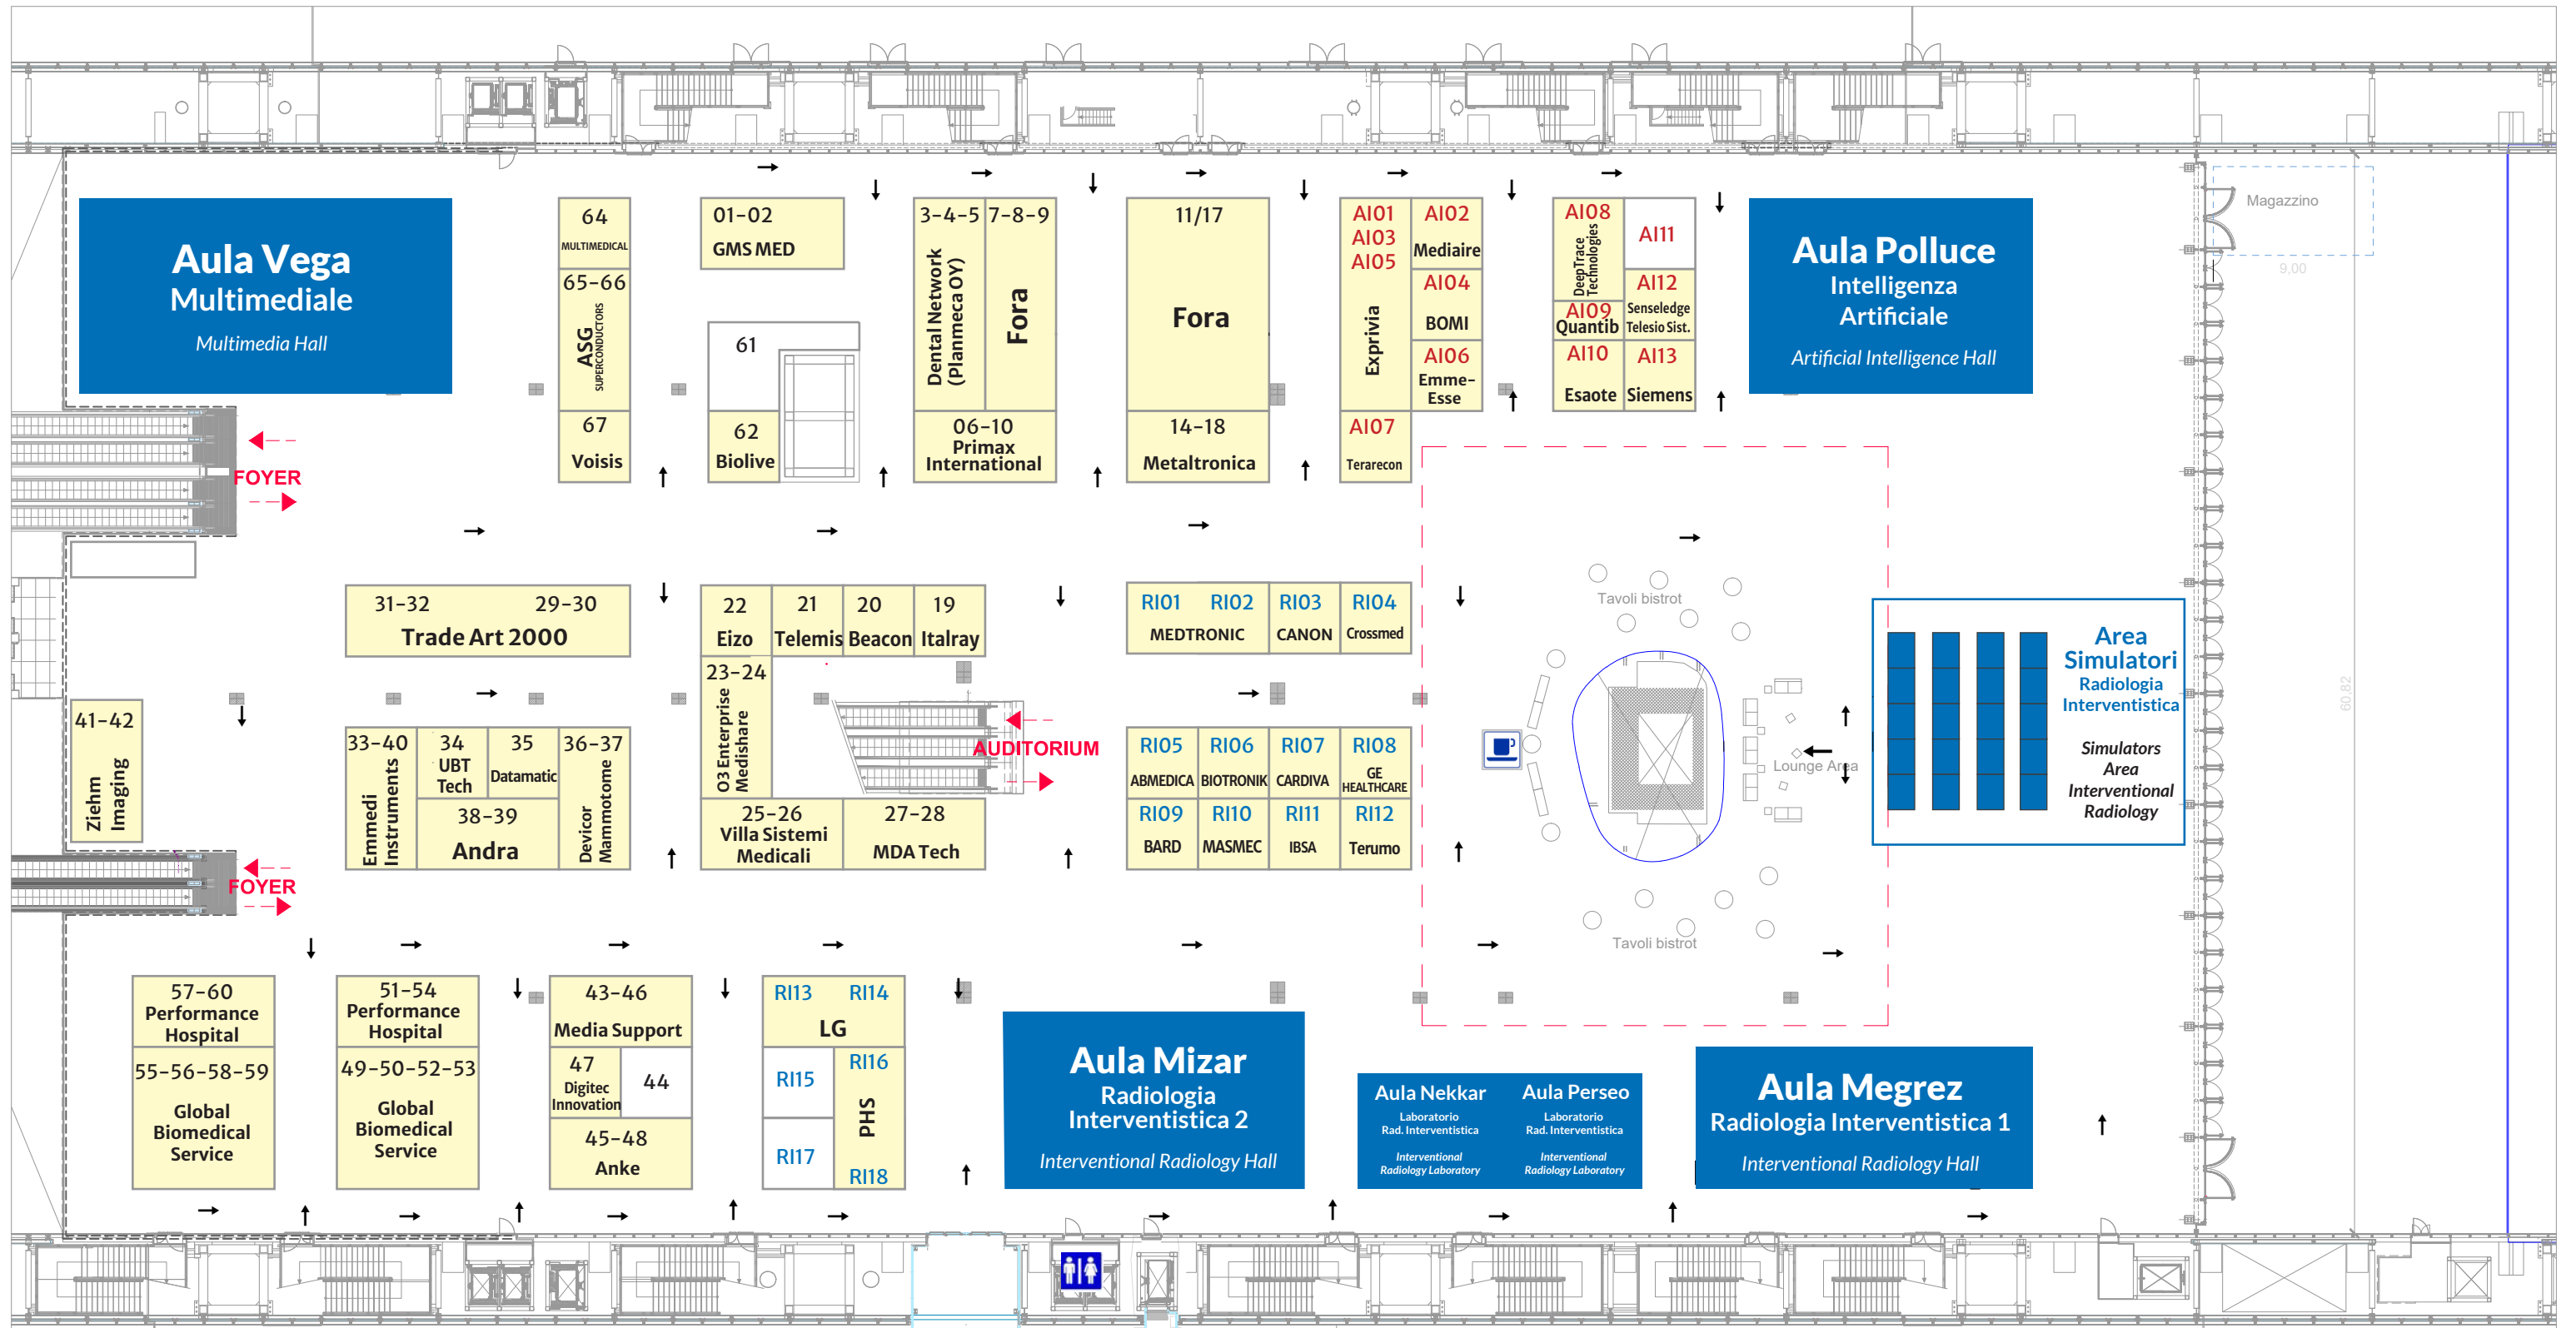 Aula Vega
Multimediale
Multimedia Hall
64
MULTIMEDICAL
65-66
ASG
SUPERCONDUCTORS
67
Voisis
01-02
GMS MED
61
62
Biolive
3-4-5
Dental Network
(Planmeca OY)
7-8-9
Fora
06-10
Primax
International
11/17
Fora
14-18
Metaltronica
AI01
AI03
AI05
Exprivia
AI02
Mediaire
AI04
BOMI
AI06
Emme-
Esse
AI07
Terarecon
AI08
DeepTrace
Technologies
AI09
Quantib
AI10
Esaote
AI11
AI12
Senseledge
Telesio Sist.
AI13
Siemens
Aula Polluce
Intelligenza
Artificiale
Artificial Intelligence Hall
Magazzino
9,00
60,82
FOYER
31-32
29-30
Trade Art 2000
22
Eizo
21
Telemis
20
Beacon
19
Italray
23-24
O3 Enterprise
Medishare
AUDITORIUM
25-26
Villa Sistemi
Medicali
27-28
MDA Tech
RI01
RI02
MEDTRONIC
RI03
CANON
RI04
Crossmed
RI05
ABMEDICA
RI06
BIOTRONIK
RI07
CARDIVA
RI08
GE
HEALTHCARE
RI09
BARD
RI10
MASMEC
RI11
IBSA
RI12
Terumo
Tavoli bistrot
Lounge Area
Tavoli bistrot
Area
Simulatori
Radiologia
Interventistica
Simulators
Area
Interventional
Radiology
41-42
Ziehm
Imaging
33-40
Emmedi
Instruments
34
UBT
Tech
35
Datamatic
36-37
Devicor
Mammotome
38-39
Andra
FOYER
57-60
Performance
Hospital
55-56-58-59
Global
Biomedical
Service
51-54
Performance
Hospital
49-50-52-53
Global
Biomedical
Service
43-46
Media Support
47
Digitec
Innovation
44
45-48
Anke
RI13
RI14
LG
RI15
RI16
PHS
RI17
RI18
Aula Mizar
Radiologia
Interventistica 2
Interventional Radiology Hall
Aula Nekkar
Laboratorio
Rad. Interventistica
Interventional
Radiology Laboratory
Aula Perseo
Laboratorio
Rad. Interventistica
Interventional
Radiology Laboratory
Aula Megrez
Radiologia Interventistica 1
Interventional Radiology Hall